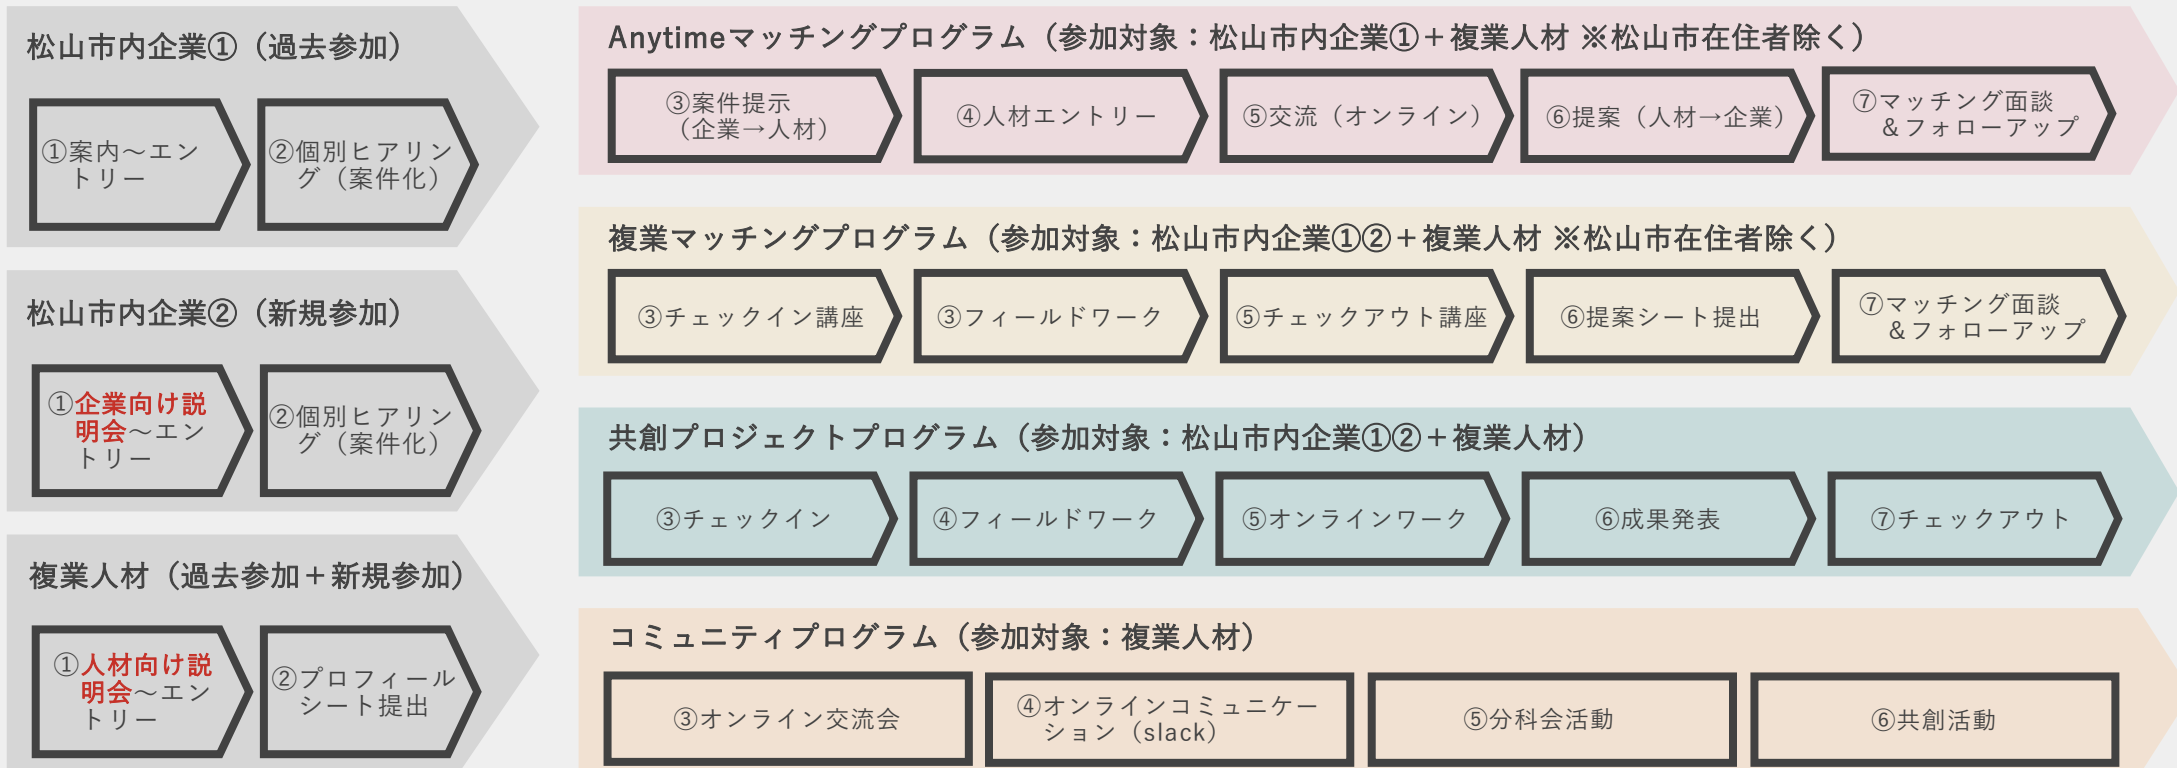 松山市内企業①（過去参加）
①案内～エン
トリー
②個別ヒアリン
グ（案件化）
松山市内企業②（新規参加）
①企業向け説
明会～エン
トリー
②個別ヒアリン
グ（案件化）
複業人材（過去参加＋新規参加）
①人材向け説
明会～エン
トリー
②プロフィール
シート提出
Anytimeマッチングプログラム（参加対象：松山市内企業①＋複業人材 ※松山市在住者除く）
③案件提示
（企業→人材）
④人材エントリー
⑤交流（オンライン）
⑥提案（人材→企業）
⑦マッチング面談
＆フォローアップ
複業マッチングプログラム（参加対象：松山市内企業①②＋複業人材 ※松山市在住者除く）
③チェックイン講座
③フィールドワーク
⑤チェックアウト講座
⑥提案シート提出
⑦マッチング面談
＆フォローアップ
共創プロジェクトプログラム（参加対象：松山市内企業①②＋複業人材）
③チェックイン
④フィールドワーク
⑤オンラインワーク
⑥成果発表
⑦チェックアウト
コミュニティプログラム（参加対象：複業人材）
③オンライン交流会
④オンラインコミュニケー
ション（slack）
⑤分科会活動
⑥共創活動